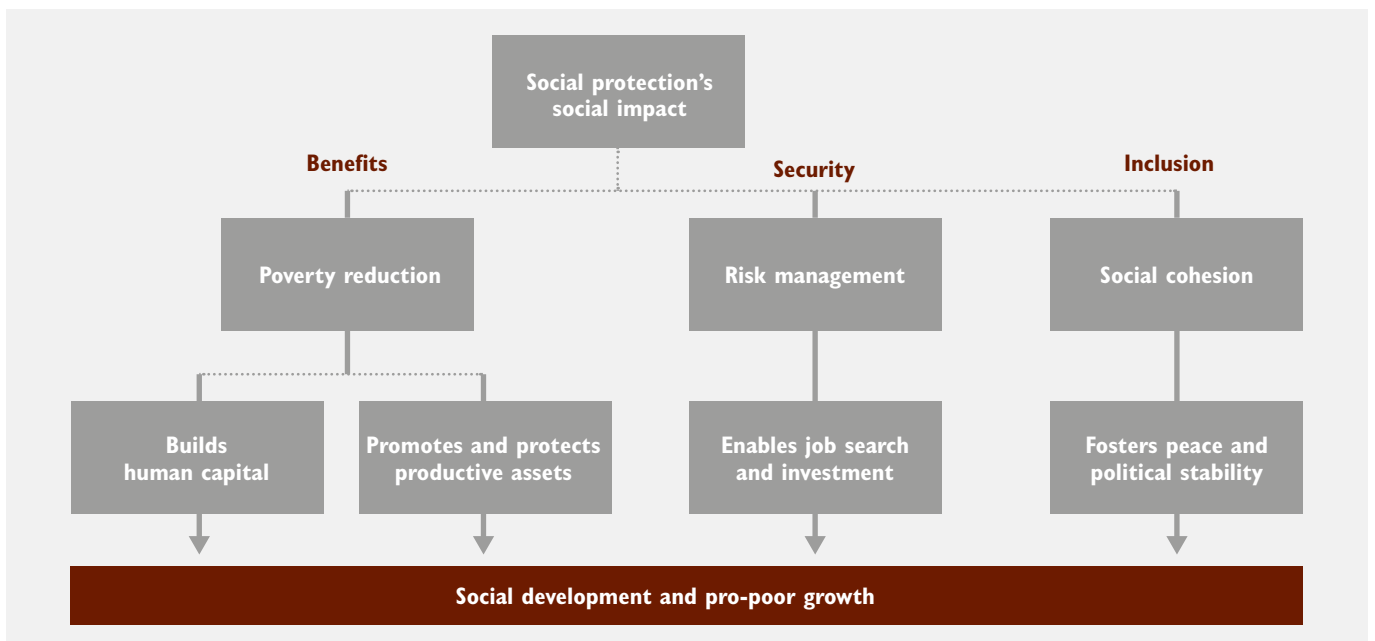 Social protection’s
social impact
Benefits
Security
Inclusion
Poverty reduction
Risk management
Social cohesion
Builds
human capital
Promotes and protects
productive assets
Enables job search
and investment
Fosters peace and
political stability
Social development and pro-poor growth